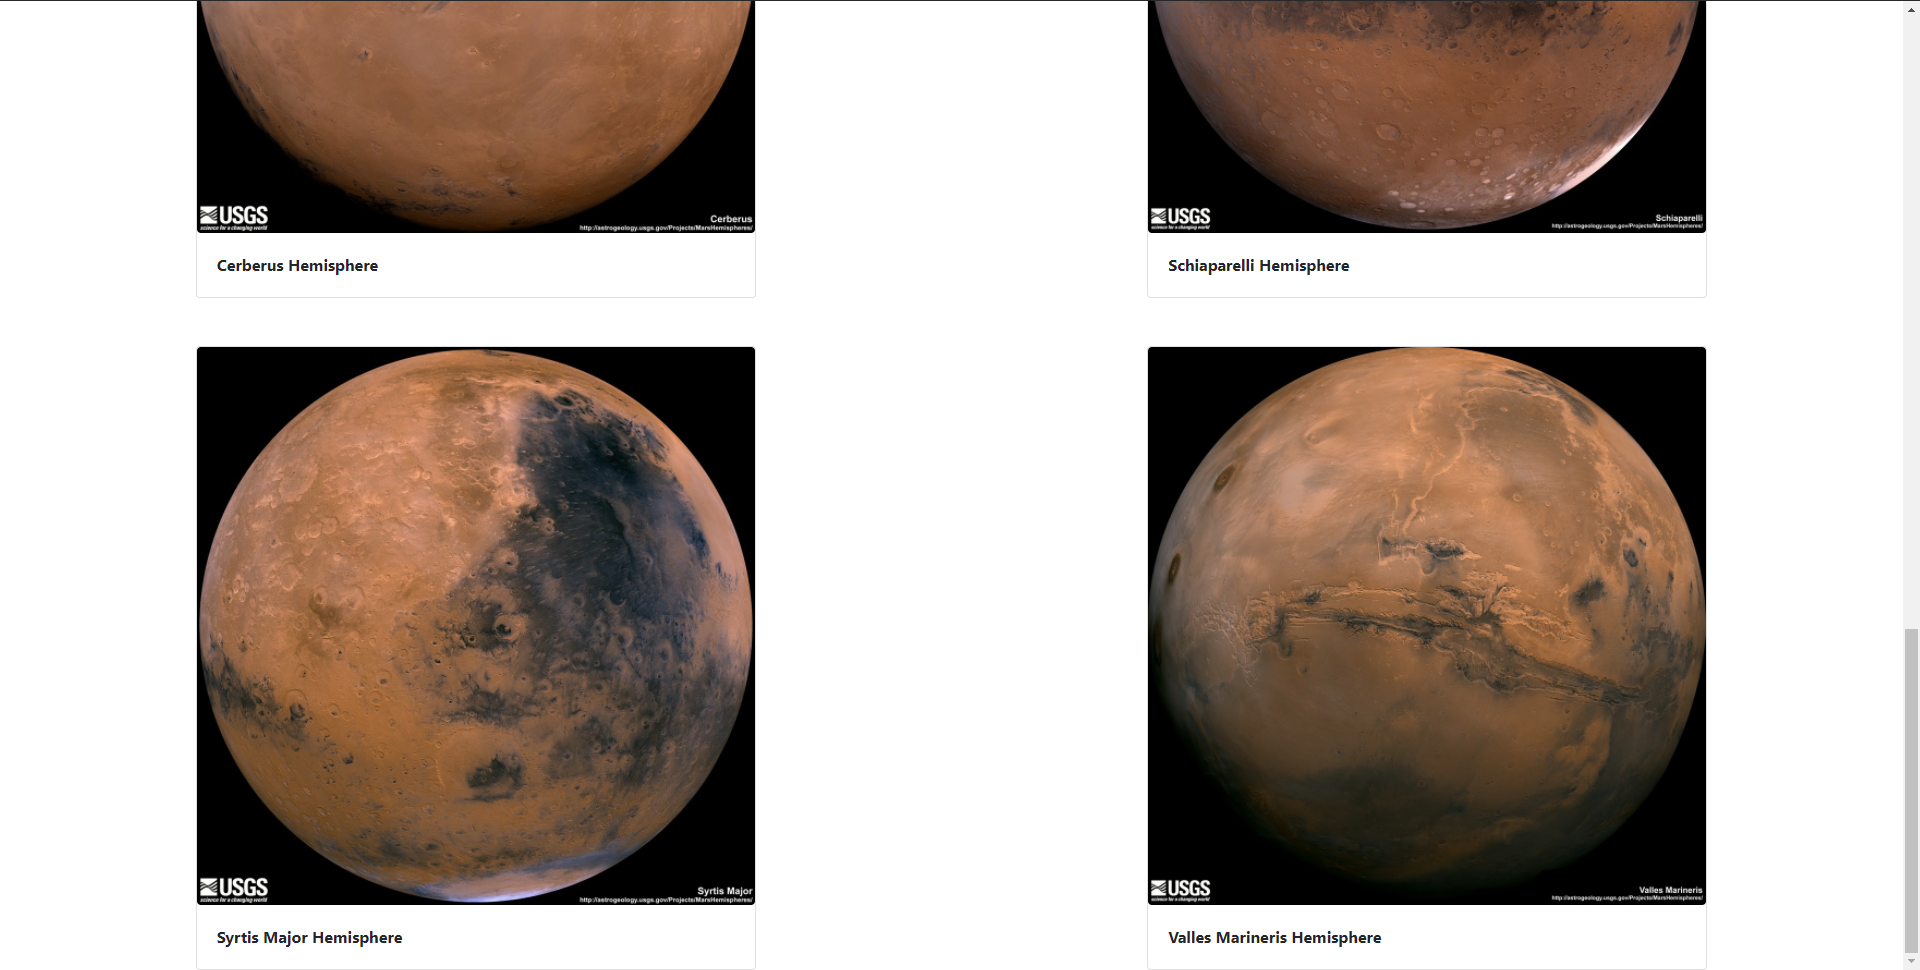 USGS
science for a changing world
Cerberus
http://astrogeology.usgs.gov/Projects/MarsHemispheres/
Cerberus Hemisphere
USGS
science for a changing world
Schiaparelli
http://astrogeology.usgs.gov/Projects/MarsHemispheres/
Schiaparelli Hemisphere
USGS
science for a changing world
Syrtis Major
http://astrogeology.usgs.gov/Projects/MarsHemispheres/
Syrtis Major Hemisphere
USGS
science for a changing world
Valles Marineris
http://astrogeology.usgs.gov/Projects/MarsHemispheres/
Valles Marineris Hemisphere